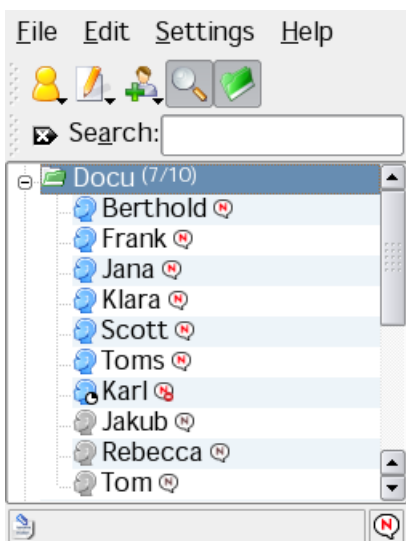 File Edit Settings Help
Search:
Docu (7/10)
Berthold N
Frank N
Jana N
Klara N
Scott N
Toms N
Karl N
Jakub N
Rebecca N
Tom N
N